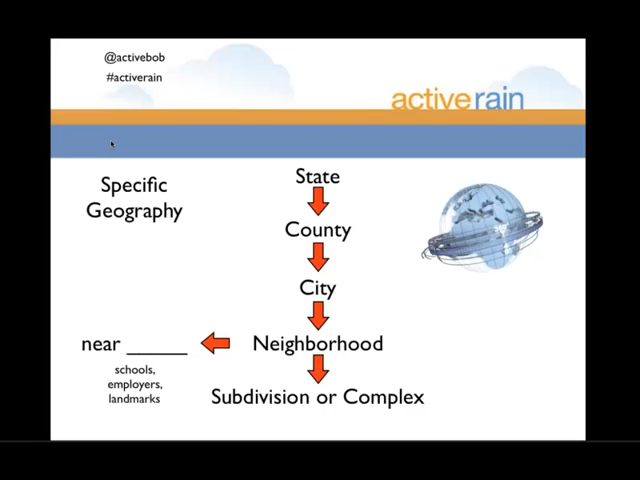 @activebob
#activerain
activerain
Specific
Geography
State
County
City
Neighborhood
near ______
schools,
employers,
landmarks
Subdivision or Complex